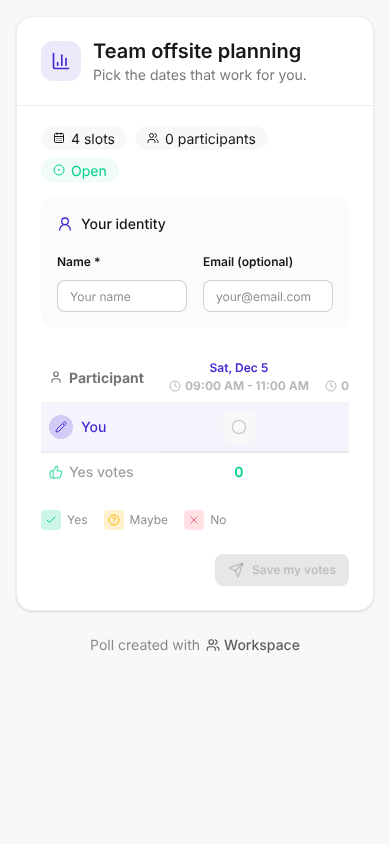 Team offsite planning
Pick the dates that work for you.
4 slots
0 participants
Open
Your identity
Name *
Email (optional)
Your name
your@email.com
Participant
Sat, Dec 5
09:00 AM - 11:00 AM
0
You
Yes votes
0
Yes
Maybe
No
Save my votes
Poll created with Workspace